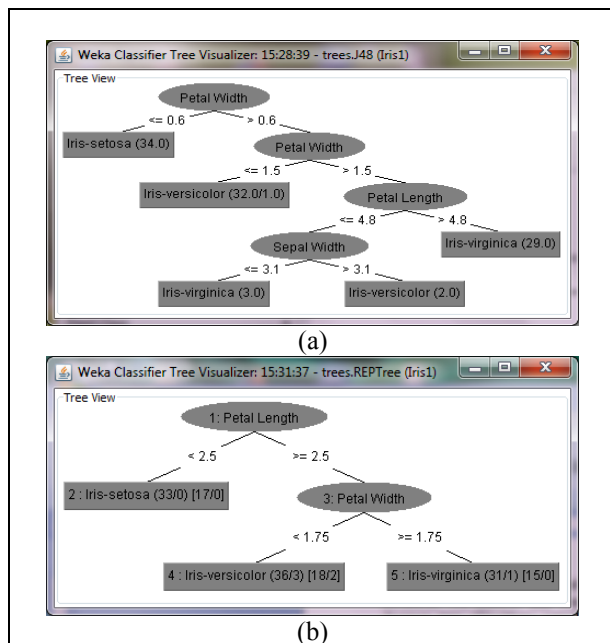 Weka Classifier Tree Visualizer: 15:28:39 - trees.J48 (Iris1)
Tree View
Petal Width
<= 0.6 > 0.6
Iris-setosa (34.0)
Petal Width
<= 1.5 > 1.5
Iris-versicolor (32.0/1.0)
Petal Length
<= 4.8 > 4.8
Sepal Width
Iris-virginica (29.0)
<= 3.1 > 3.1
Iris-virginica (3.0) Iris-versicolor (2.0)
(a)
Weka Classifier Tree Visualizer: 15:31:37 - trees.REPTree (Iris1)
Tree View
1: Petal Length
< 2.5 >= 2.5
2 : Iris-setosa (33/0) [17/0]
3: Petal Width
< 1.75 >= 1.75
4 : Iris-versicolor (36/3) [18/2] 5 : Iris-virginica (31/1) [15/0]
(b)